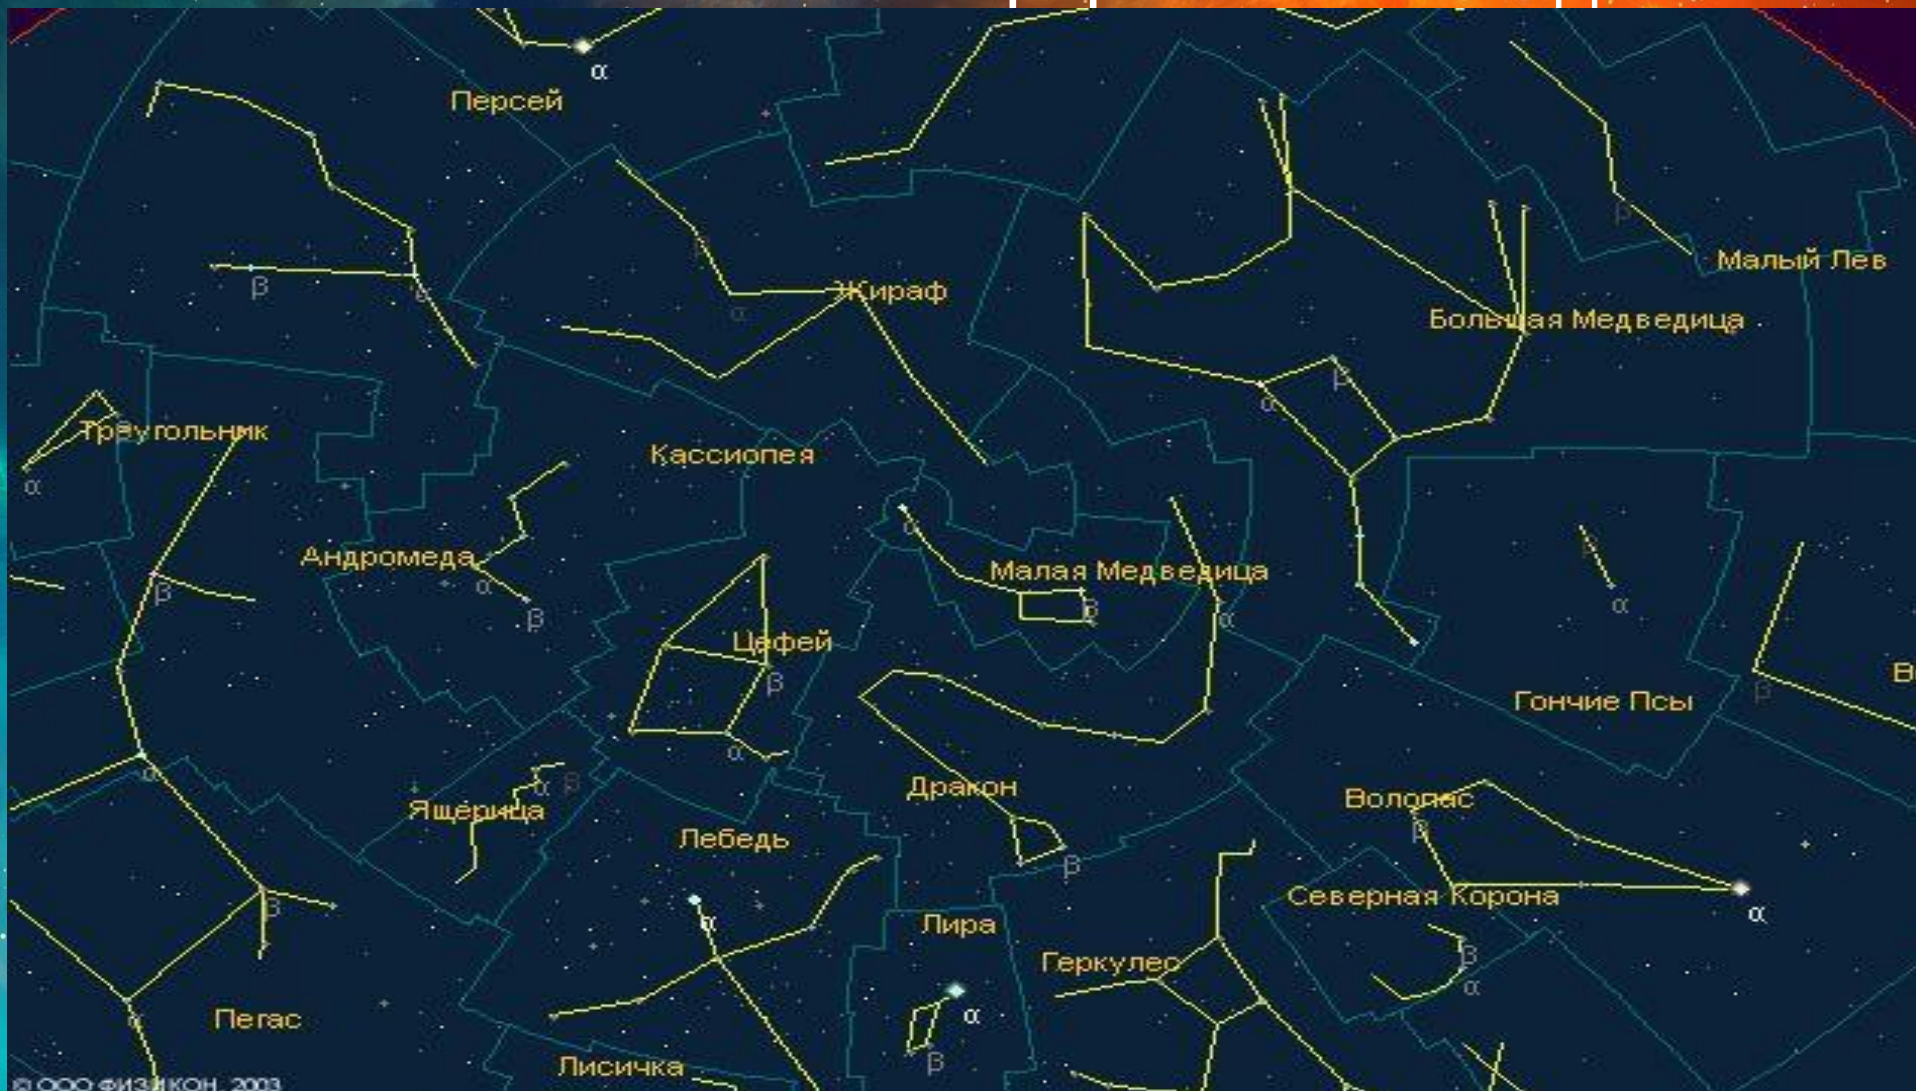 α
Персей
β
β
Малый Лев
β
β
Жираф
α
Большая Медведица
β
α
Треугольник
α
Кассиопея
α
Андромеда
α
β
Малая Медведица
β
α
β
α
β
Цефей
β
α
β
Гончие Псы
α
α
β
Ящерица
Дракон
Волопас
β
Лебедь
β
Северная Корона
α
β
α
Лира
Геркулес
β
α
Пегас
α
α
β
Лисичка
© ООО ФИЗИКОН, 2003